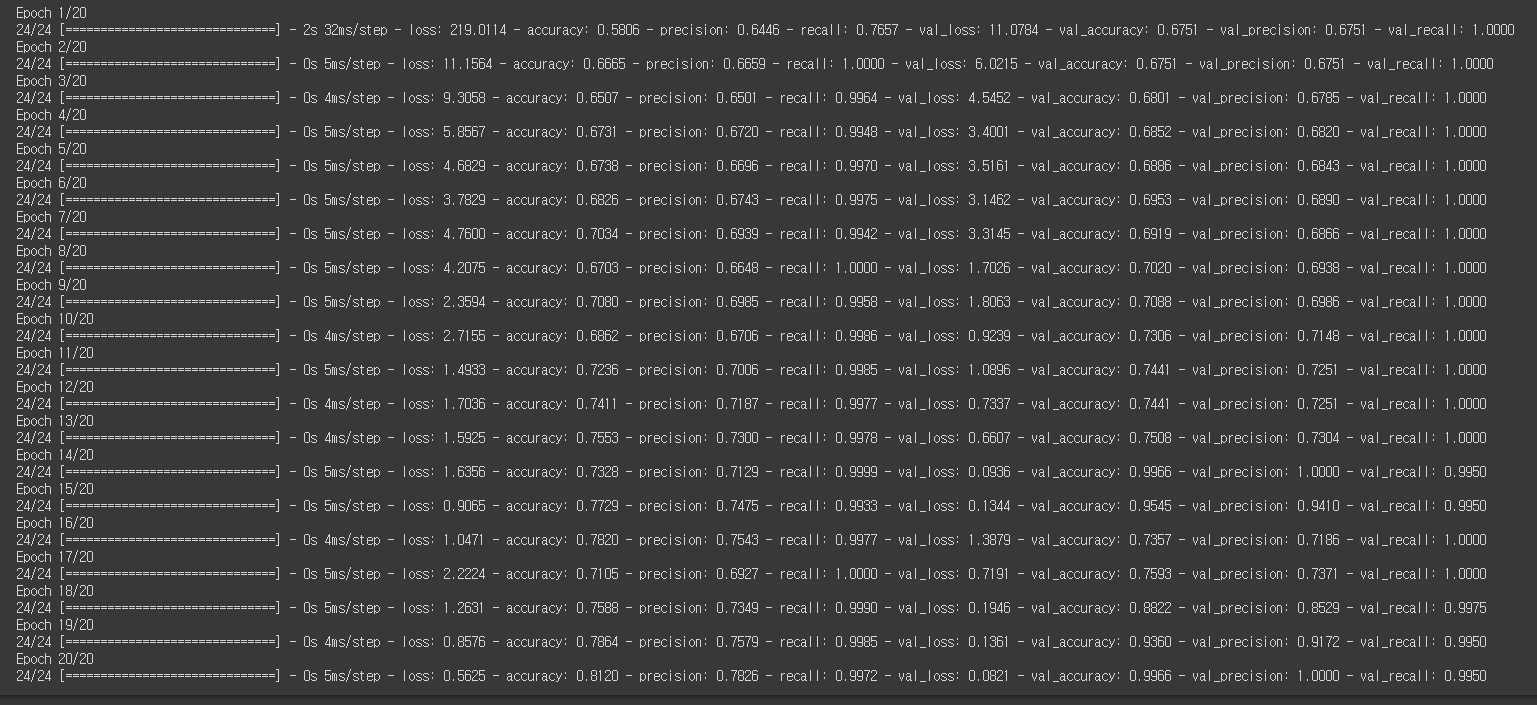 Epoch 1/20
24/24 [==============================] - 2s 32ms/step - loss: 219.0114 - accuracy: 0.5806 - precision: 0.6446 - recall: 0.7657 - val_loss: 11.0784 - val_accuracy: 0.6751 - val_precision: 0.6751 - val_recall: 1.0000
Epoch 2/20
24/24 [==============================] - 0s 5ms/step - loss: 11.1564 - accuracy: 0.6665 - precision: 0.6659 - recall: 1.0000 - val_loss: 6.0215 - val_accuracy: 0.6751 - val_precision: 0.6751 - val_recall: 1.0000
Epoch 3/20
24/24 [==============================] - 0s 4ms/step - loss: 9.3058 - accuracy: 0.6507 - precision: 0.6501 - recall: 0.9964 - val_loss: 4.5452 - val_accuracy: 0.6801 - val_precision: 0.6785 - val_recall: 1.0000
Epoch 4/20
24/24 [==============================] - 0s 5ms/step - loss: 5.8567 - accuracy: 0.6731 - precision: 0.6720 - recall: 0.9948 - val_loss: 3.4001 - val_accuracy: 0.6852 - val_precision: 0.6820 - val_recall: 1.0000
Epoch 5/20
24/24 [==============================] - 0s 5ms/step - loss: 4.6829 - accuracy: 0.6738 - precision: 0.6696 - recall: 0.9970 - val_loss: 3.5161 - val_accuracy: 0.6886 - val_precision: 0.6843 - val_recall: 1.0000
Epoch 6/20
24/24 [==============================] - 0s 5ms/step - loss: 3.7829 - accuracy: 0.6826 - precision: 0.6743 - recall: 0.9975 - val_loss: 3.1462 - val_accuracy: 0.6953 - val_precision: 0.6890 - val_recall: 1.0000
Epoch 7/20
24/24 [==============================] - 0s 5ms/step - loss: 4.7600 - accuracy: 0.7034 - precision: 0.6939 - recall: 0.9942 - val_loss: 3.3145 - val_accuracy: 0.6919 - val_precision: 0.6866 - val_recall: 1.0000
Epoch 8/20
24/24 [==============================] - 0s 5ms/step - loss: 4.2075 - accuracy: 0.6703 - precision: 0.6648 - recall: 1.0000 - val_loss: 1.7026 - val_accuracy: 0.7020 - val_precision: 0.6938 - val_recall: 1.0000
Epoch 9/20
24/24 [==============================] - 0s 5ms/step - loss: 2.3594 - accuracy: 0.7080 - precision: 0.6985 - recall: 0.9958 - val_loss: 1.8063 - val_accuracy: 0.7088 - val_precision: 0.6986 - val_recall: 1.0000
Epoch 10/20
24/24 [==============================] - 0s 4ms/step - loss: 2.7155 - accuracy: 0.6862 - precision: 0.6706 - recall: 0.9986 - val_loss: 0.9239 - val_accuracy: 0.7306 - val_precision: 0.7148 - val_recall: 1.0000
Epoch 11/20
24/24 [==============================] - 0s 5ms/step - loss: 1.4933 - accuracy: 0.7236 - precision: 0.7006 - recall: 0.9985 - val_loss: 1.0896 - val_accuracy: 0.7441 - val_precision: 0.7251 - val_recall: 1.0000
Epoch 12/20
24/24 [==============================] - 0s 4ms/step - loss: 1.7036 - accuracy: 0.7411 - precision: 0.7187 - recall: 0.9977 - val_loss: 0.7337 - val_accuracy: 0.7441 - val_precision: 0.7251 - val_recall: 1.0000
Epoch 13/20
24/24 [==============================] - 0s 4ms/step - loss: 1.5925 - accuracy: 0.7553 - precision: 0.7300 - recall: 0.9978 - val_loss: 0.6607 - val_accuracy: 0.7508 - val_precision: 0.7304 - val_recall: 1.0000
Epoch 14/20
24/24 [==============================] - 0s 5ms/step - loss: 1.6356 - accuracy: 0.7328 - precision: 0.7129 - recall: 0.9999 - val_loss: 0.0936 - val_accuracy: 0.9966 - val_precision: 1.0000 - val_recall: 0.9950
Epoch 15/20
24/24 [==============================] - 0s 5ms/step - loss: 0.9065 - accuracy: 0.7729 - precision: 0.7475 - recall: 0.9933 - val_loss: 0.1344 - val_accuracy: 0.9545 - val_precision: 0.9410 - val_recall: 0.9950
Epoch 16/20
24/24 [==============================] - 0s 4ms/step - loss: 1.0471 - accuracy: 0.7820 - precision: 0.7543 - recall: 0.9977 - val_loss: 1.3879 - val_accuracy: 0.7357 - val_precision: 0.7186 - val_recall: 1.0000
Epoch 17/20
24/24 [==============================] - 0s 5ms/step - loss: 2.2224 - accuracy: 0.7105 - precision: 0.6927 - recall: 1.0000 - val_loss: 0.7191 - val_accuracy: 0.7593 - val_precision: 0.7371 - val_recall: 1.0000
Epoch 18/20
24/24 [==============================] - 0s 5ms/step - loss: 1.2631 - accuracy: 0.7588 - precision: 0.7349 - recall: 0.9990 - val_loss: 0.1946 - val_accuracy: 0.8822 - val_precision: 0.8529 - val_recall: 0.9975
Epoch 19/20
24/24 [==============================] - 0s 4ms/step - loss: 0.8576 - accuracy: 0.7864 - precision: 0.7579 - recall: 0.9985 - val_loss: 0.1361 - val_accuracy: 0.9360 - val_precision: 0.9172 - val_recall: 0.9950
Epoch 20/20
24/24 [==============================] - 0s 5ms/step - loss: 0.5625 - accuracy: 0.8120 - precision: 0.7826 - recall: 0.9972 - val_loss: 0.0821 - val_accuracy: 0.9966 - val_precision: 1.0000 - val_recall: 0.9950